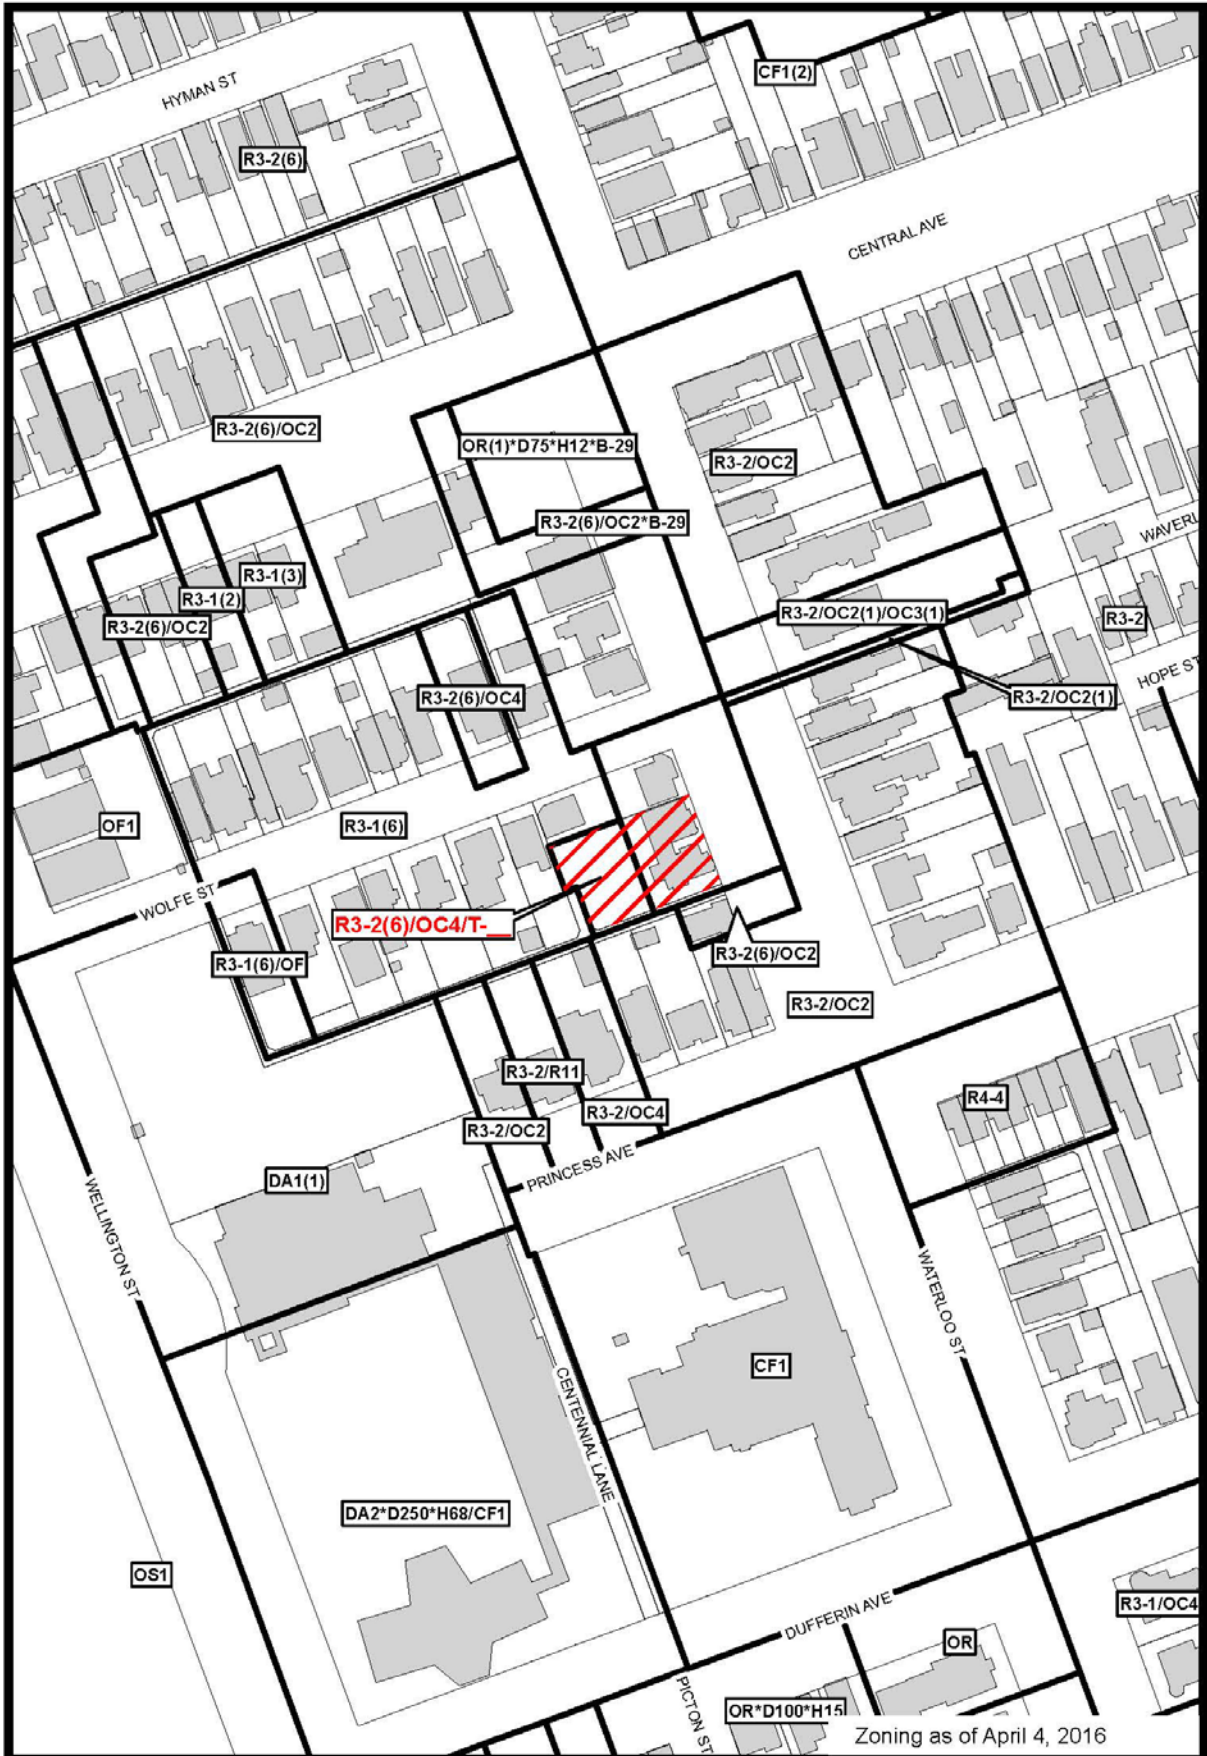 CF1(2)
HYMAN ST
R3-2(6)
CENTRAL AVE
R3-2(6)/OC2
OR(1)*D75*H12*B-29
R3-2/OC2
R3-2(6)/OC2*B-29
WAVERL
R3-1(3)
R3-1(2)
R3-2(6)/OC2
R3-2/OC2(1)/OC3(1)
R3-2
HOPE ST
R3-2(6)/OC4
R3-2/OC2(1)
OF1
R3-1(6)
WOLFE ST
R3-2(6)/OC4/T-__
R3-1(6)/OF
R3-2(6)/OC2
R3-2/OC2
R3-2/R11
R3-2/OC4
R4-4
R3-2/OC2
PRINCESS AVE
DA1(1)
WELLINGTON ST
WATERLOO ST
CF1
CENTENNIAL LANE
DA2*D250*H68/CF1
OS1
DUFFERIN AVE
R3-1/OC4
OR
PICTON ST
OR*D100*H15
Zoning as of April 4, 2016